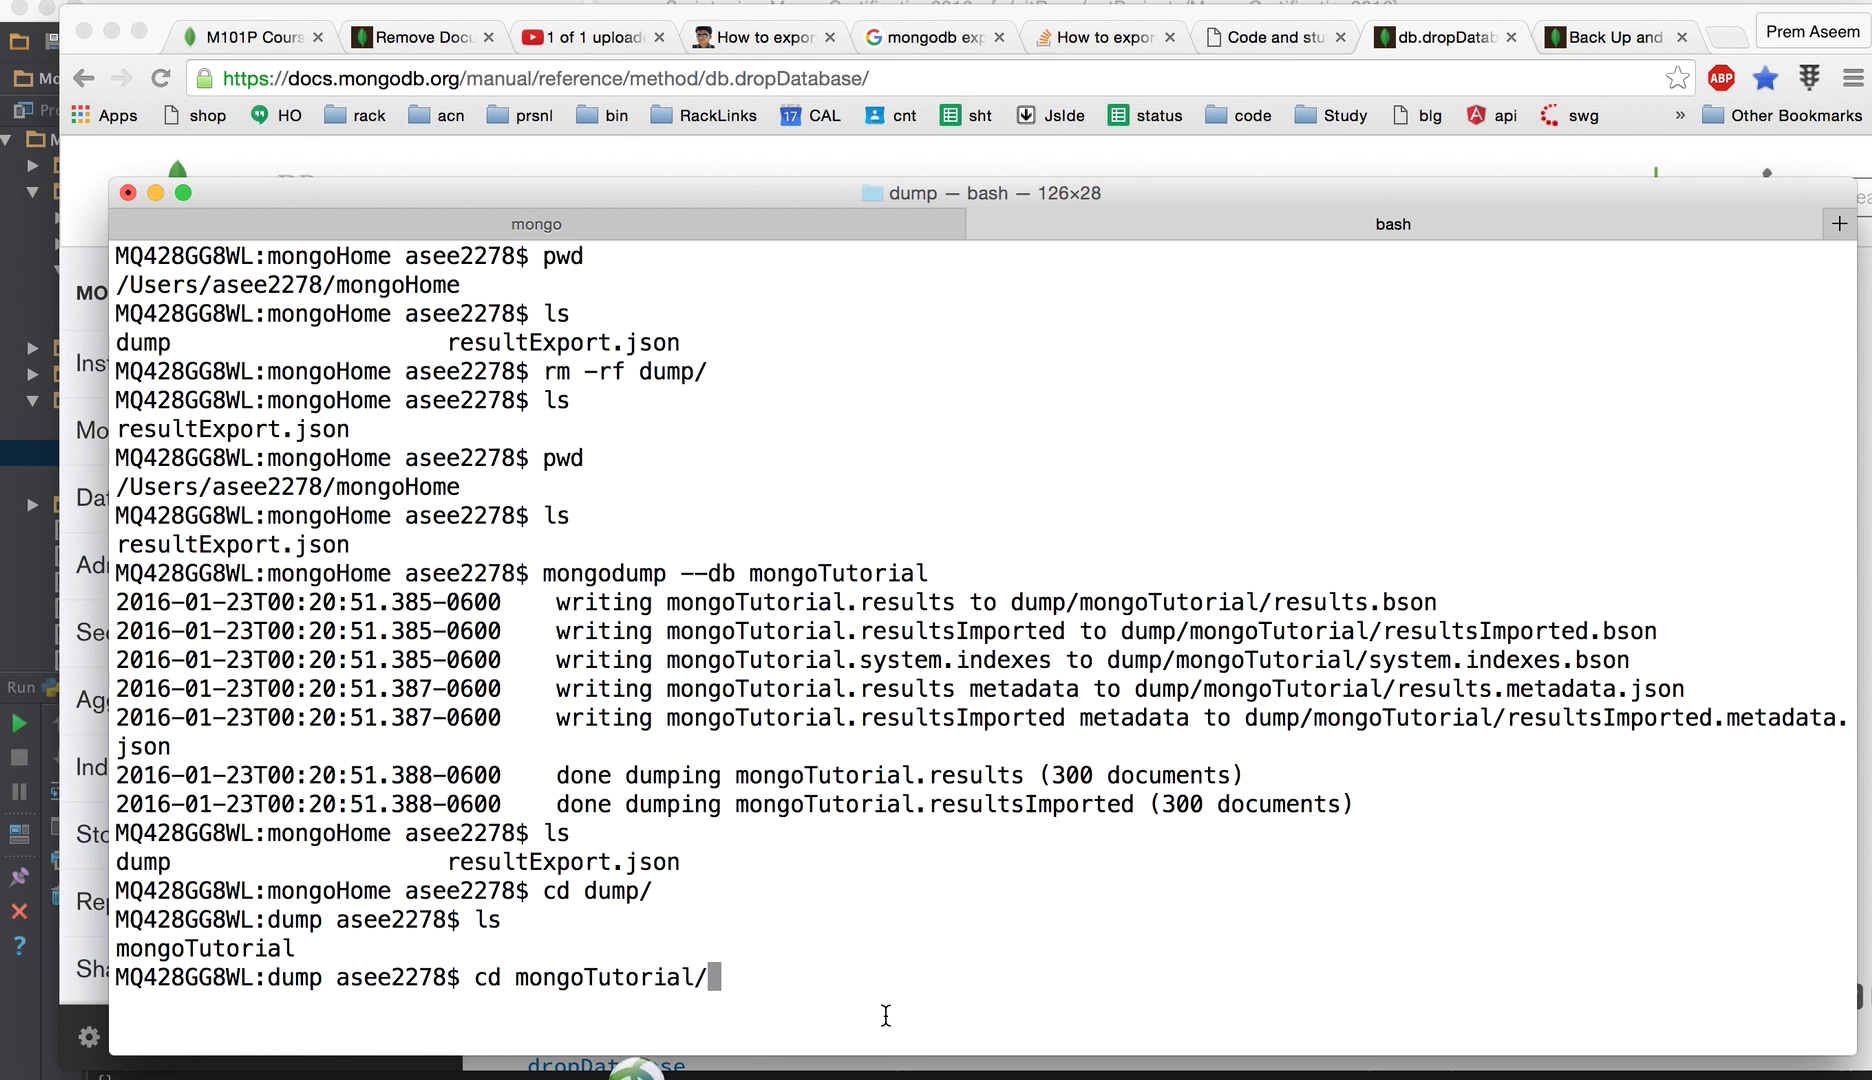 M101P Cours
Remove Docu
1 of 1 upload
How to expor
mongodb exp
How to expor
Code and stu
db.dropDatab
Back Up and
Prem Aseem
https://docs.mongodb.org/manual/reference/method/db.dropDatabase/
ABP
Apps
shop
HO
rack
acn
prsnl
bin
RackLinks
17 CAL
cnt
sht
JsIde
status
code
Study
blg
api
swg
»
Other Bookmarks
dump — bash — 126×28
mongo
bash
+
MQ428GG8WL:mongoHome asee2278$ pwd
/Users/asee2278/mongoHome
MQ428GG8WL:mongoHome asee2278$ ls
dump resultExport.json
MQ428GG8WL:mongoHome asee2278$ rm -rf dump/
MQ428GG8WL:mongoHome asee2278$ ls
resultExport.json
MQ428GG8WL:mongoHome asee2278$ pwd
/Users/asee2278/mongoHome
MQ428GG8WL:mongoHome asee2278$ ls
resultExport.json
MQ428GG8WL:mongoHome asee2278$ mongodump --db mongoTutorial
2016-01-23T00:20:51.385-0600 writing mongoTutorial.results to dump/mongoTutorial/results.bson
2016-01-23T00:20:51.385-0600 writing mongoTutorial.resultsImported to dump/mongoTutorial/resultsImported.bson
2016-01-23T00:20:51.385-0600 writing mongoTutorial.system.indexes to dump/mongoTutorial/system.indexes.bson
2016-01-23T00:20:51.387-0600 writing mongoTutorial.results metadata to dump/mongoTutorial/results.metadata.json
2016-01-23T00:20:51.387-0600 writing mongoTutorial.resultsImported metadata to dump/mongoTutorial/resultsImported.metadata.
json
2016-01-23T00:20:51.388-0600 done dumping mongoTutorial.results (300 documents)
2016-01-23T00:20:51.388-0600 done dumping mongoTutorial.resultsImported (300 documents)
MQ428GG8WL:mongoHome asee2278$ ls
dump resultExport.json
MQ428GG8WL:mongoHome asee2278$ cd dump/
MQ428GG8WL:dump asee2278$ ls
mongoTutorial
MQ428GG8WL:dump asee2278$ cd mongoTutorial/
MO
Inst
Mo
Dat
Adr
Sec
Agg
Ind
Sto
Rep
Sha
Run